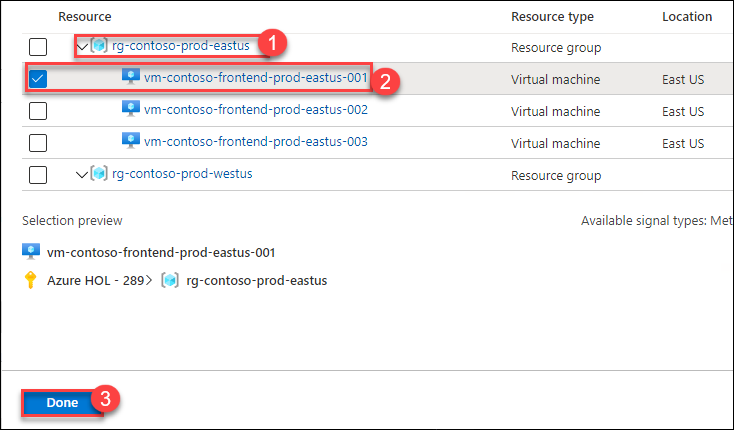 Resource Resource type Location
rg-contoso-prod-eastus 1 Resource group
vm-contoso-frontend-prod-eastus-001 2 Virtual machine East US
vm-contoso-frontend-prod-eastus-002 Virtual machine East US
vm-contoso-frontend-prod-eastus-003 Virtual machine East US
rg-contoso-prod-westus Resource group
Selection preview Available signal types: Met
vm-contoso-frontend-prod-eastus-001
Azure HOL - 289> rg-contoso-prod-eastus
Done 3